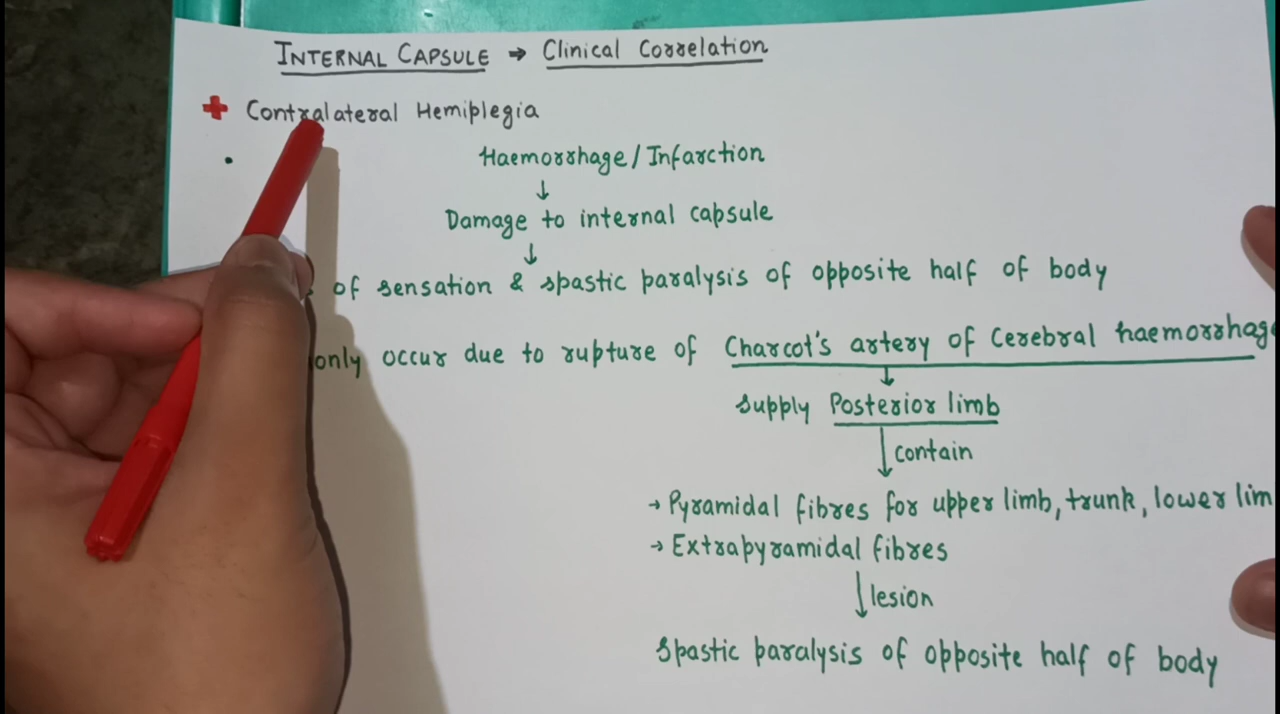 INTERNAL CAPSULE → Clinical Correlation
Contralateral Hemiplegia
Haemorrhage / Infarction
↓
Damage to internal capsule
↓
of sensation & spastic paralysis of opposite half of body
only occur due to rupture of Charcot's artery of Cerebral haemorrhag
↓
supply Posterior limb
↓ contain
→ Pyramidal fibres for upper limb, trunk, lower lim
→ Extrapyramidal fibres
↓ lesion
Spastic paralysis of opposite half of body